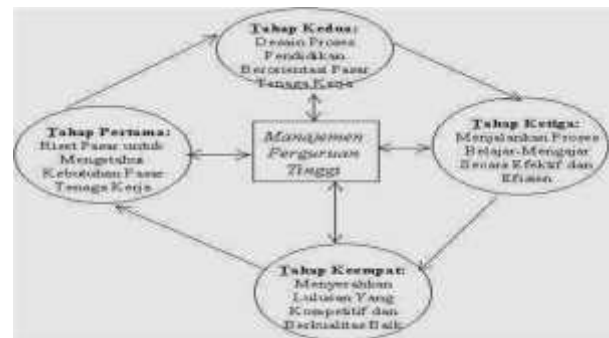 Tahap Kedua:
Desain Proses
Pendidikan
Berorientasi Pasar
Tenaga Kerja
Tahap Pertama:
Riset Pasar untuk
Mengetahui
Kebutuhan Pasar
Tenaga Kerja
Manajemen
Perguruan
Tinggi
Tahap Ketiga:
Menjalankan Proses
Belajar-Mengajar
Secara Efektif dan
Efisien
Tahap Keempat:
Menyerahkan
Lulusan Yang
Kompetitif dan
Berkualitas Baik